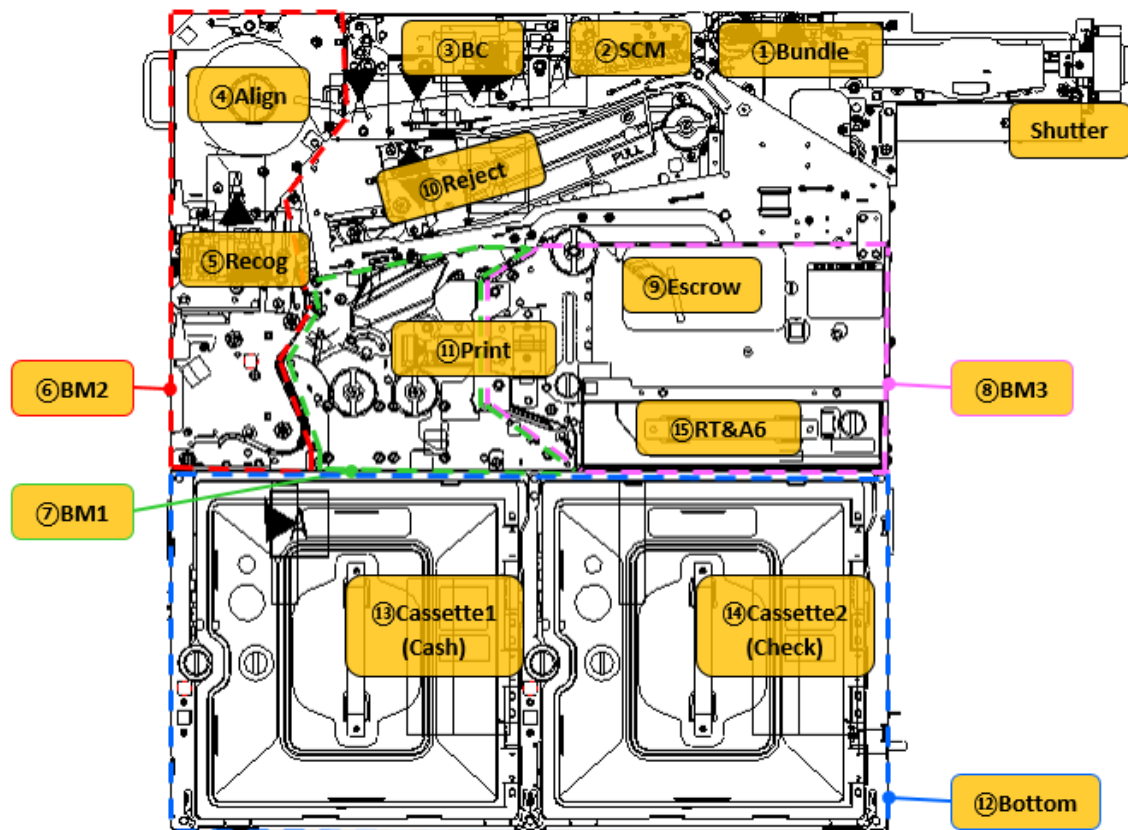 ③BC
②SCM
①Bundle
④Align
Shutter
PULL
⑩Reject
⑤Recog
⑨Escrow
⑪Print
⑥BM2
⑧BM3
⑮RT&A6
⑦BM1
⑬Cassette1
(Cash)
⑭Cassette2
(Check)
⑫Bottom